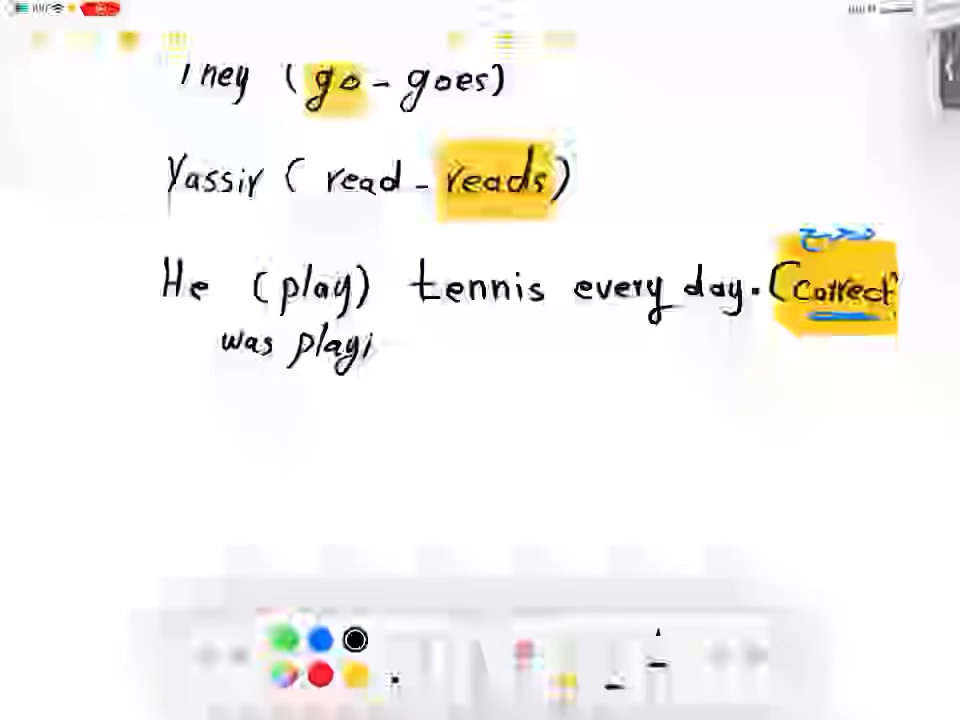 They (go - goes)
Yassir ( read - reads)
He (play) tennis every day. (Correct
was playi